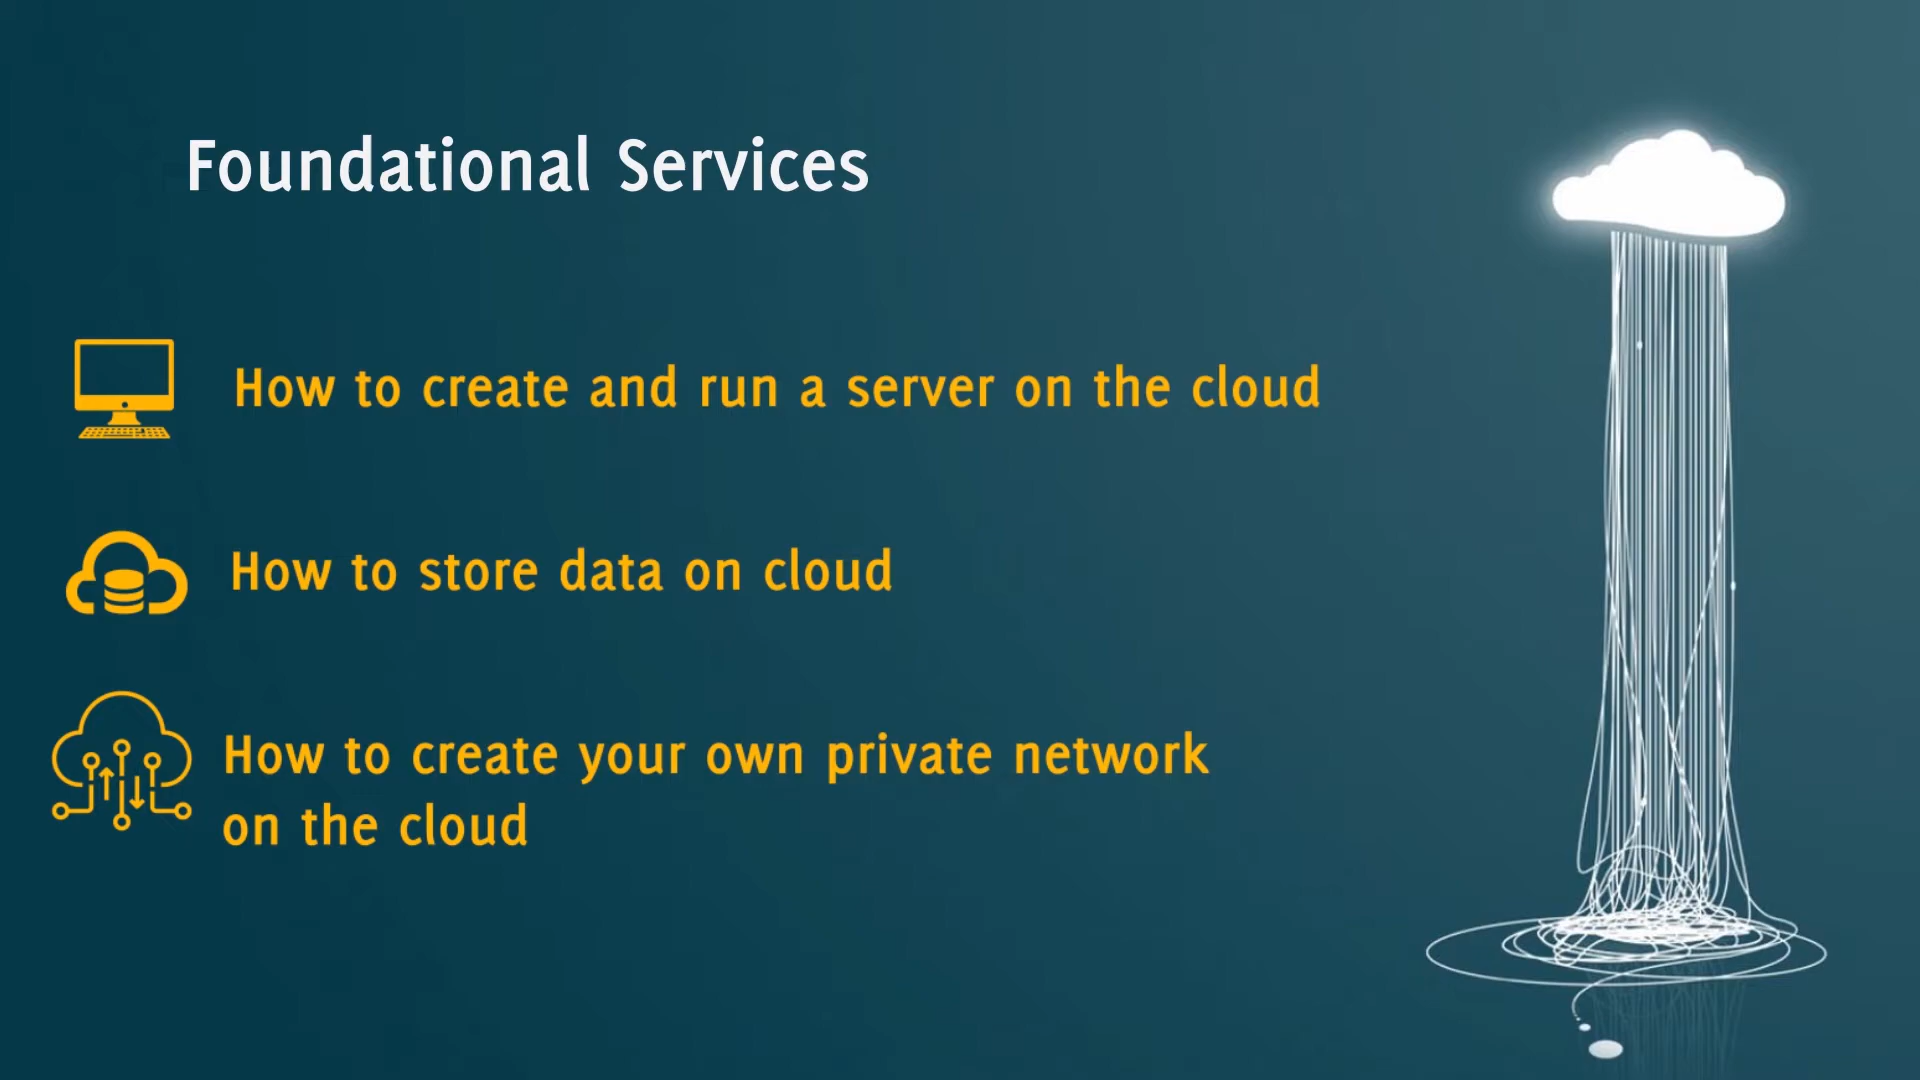 Foundational Services
How to create and run a server on the cloud
How to store data on cloud
How to create your own private network
on the cloud